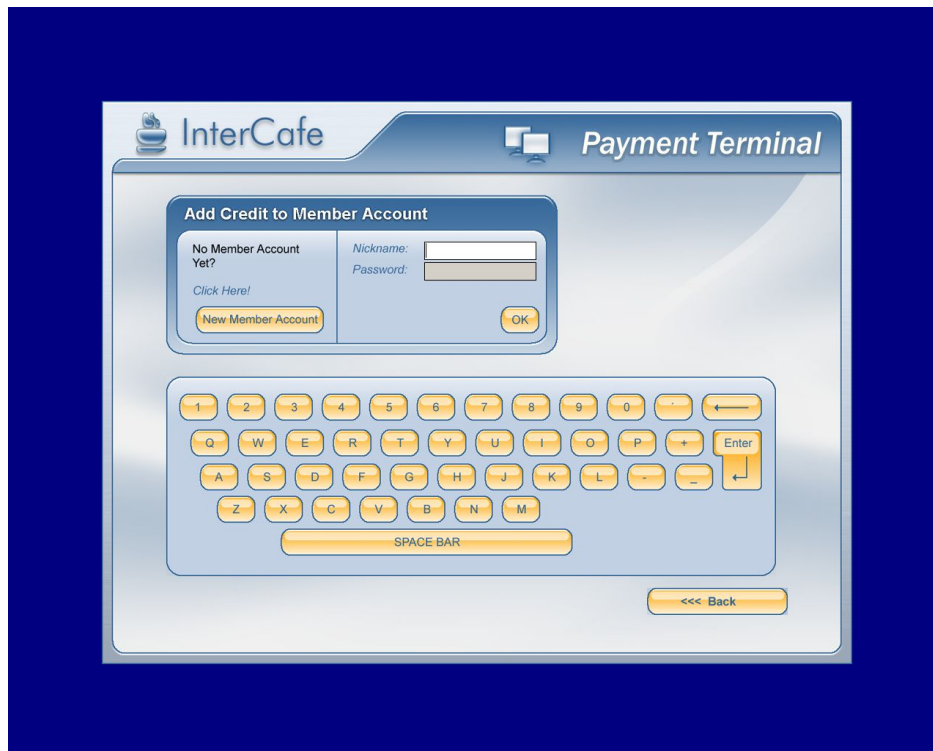 InterCafe
Payment Terminal
Add Credit to Member Account
No Member Account
Yet?
Click Here!
New Member Account
Nickname:
Password:
OK
1 2 3 4 5 6 7 8 9 0 ´
Q W E R T Y U I O P + Enter
A S D F G H J K L - _
Z X C V B N M
SPACE BAR
<<< Back